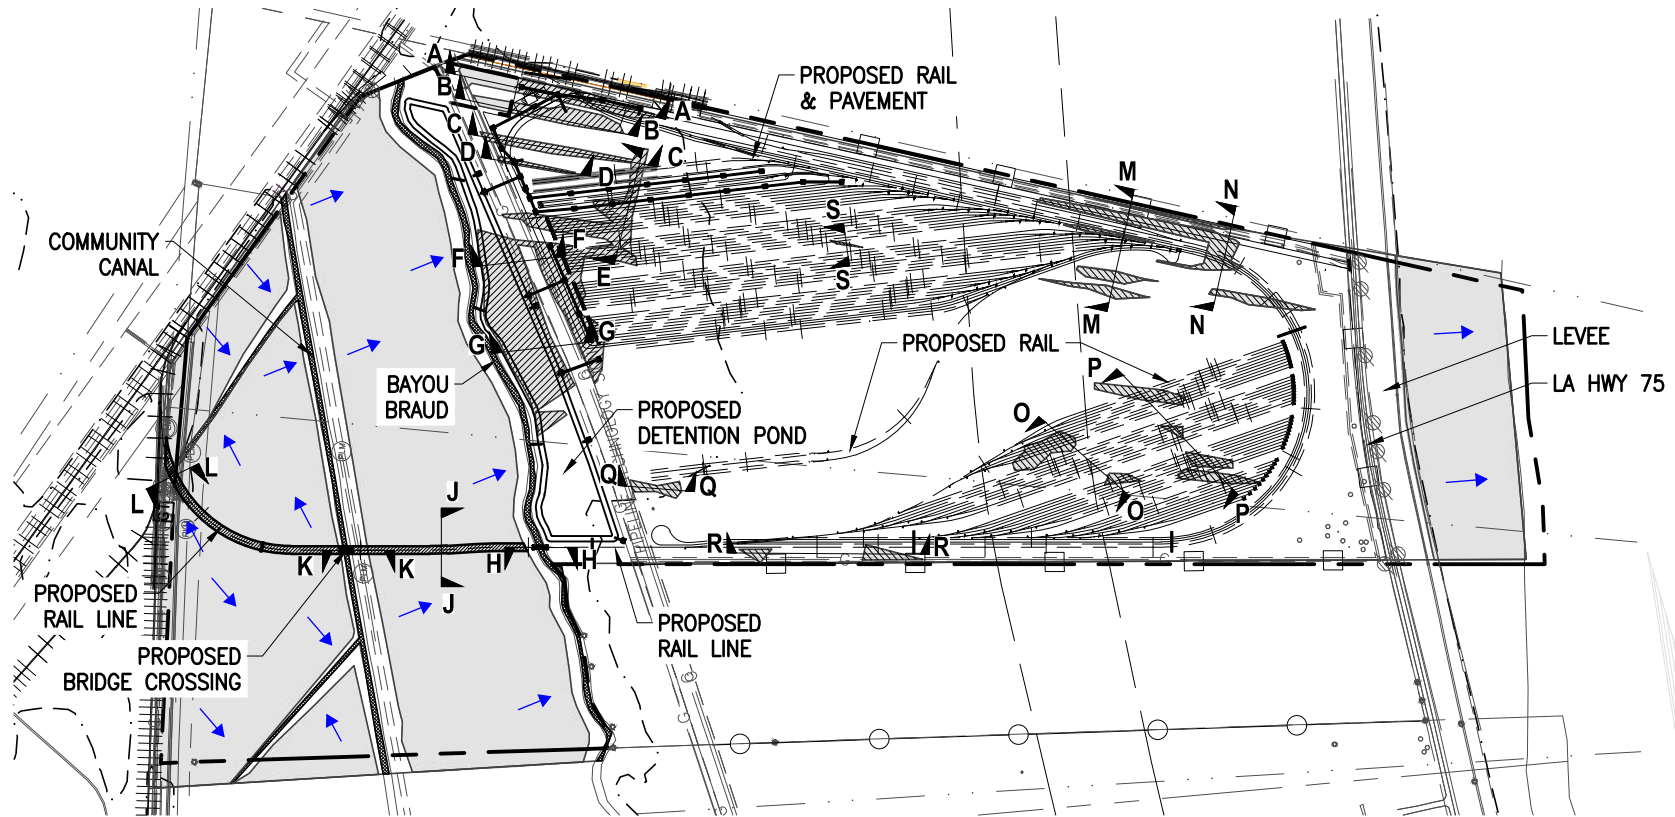 A
B
C
D
A
B
C
D
PROPOSED RAIL
& PAVEMENT
M
N
S
S
F
F
E
G
G
COMMUNITY
CANAL
BAYOU
BRAUD
PROPOSED
DETENTION POND
PROPOSED RAIL
M
N
P
O
O
P
LEVEE
LA HWY 75
Q
Q
L
L
J
J
K
K
H
H
R
R
PROPOSED
RAIL LINE
PROPOSED
BRIDGE CROSSING
PROPOSED
RAIL LINE